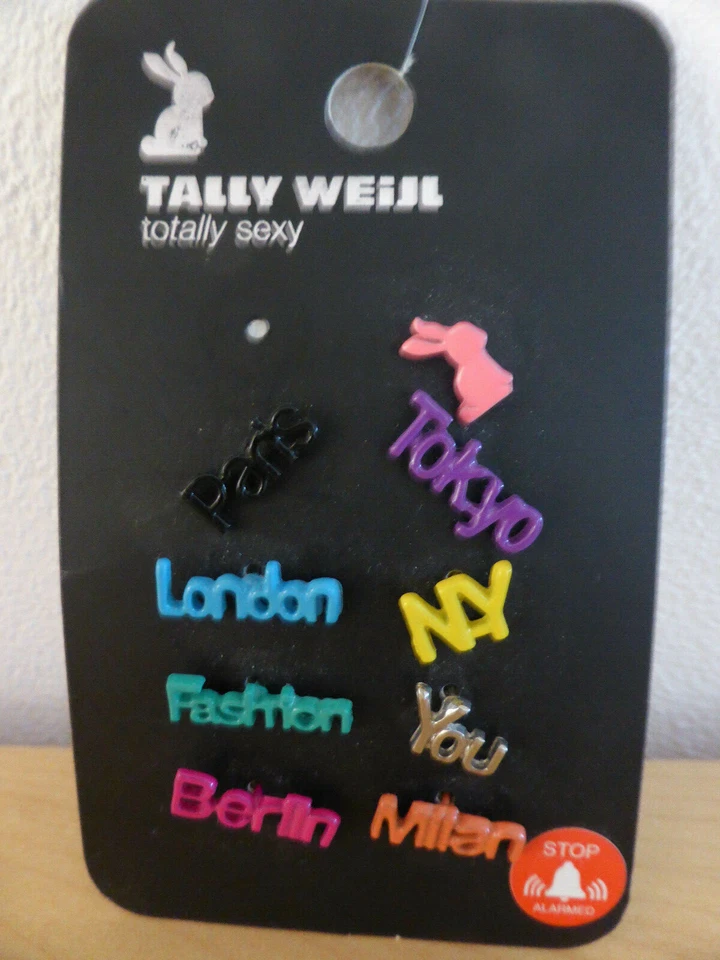 TALLY WEiJL
totally sexy
Paris
Tokyo
London
NY
Fashion
You
Berlin
Milan
STOP
ALARMED